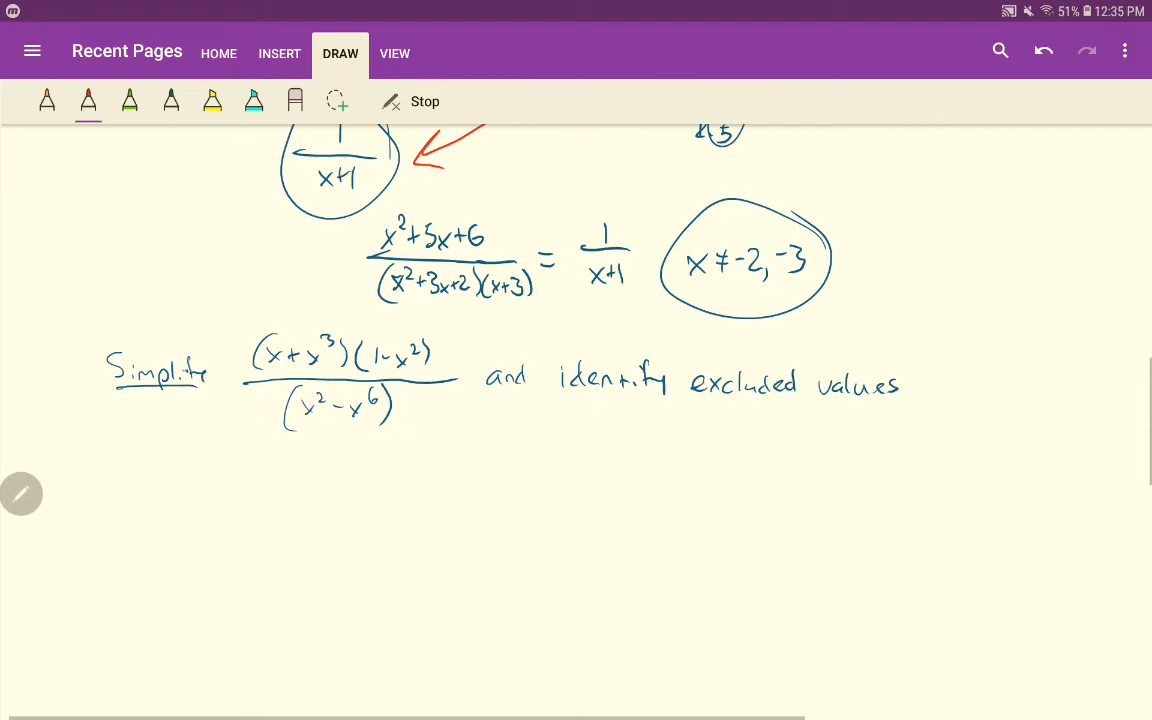 51% 12:35 PM
Recent Pages HOME INSERT DRAW VIEW
Stop
1
x+1
x²+5x+6 / (x²+3x+2)(x+3) = 1 / x+1 x ≠ -2, -3
Simplify (x+x³)(1-x²) / (x²-x⁶) and identify excluded values